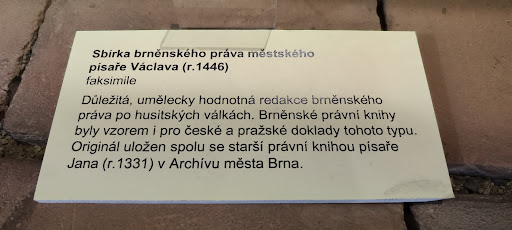 Sbírka brněnského práva městského
písaře Václava (r.1446)
faksimile
Důležitá, umělecky hodnotná redakce brněnského
práva po husitských válkách. Brněnské právní knihy
byly vzorem i pro české a pražské doklady tohoto typu.
Originál uložen spolu se starší právní knihou písaře
Jana (r.1331) v Archívu města Brna.